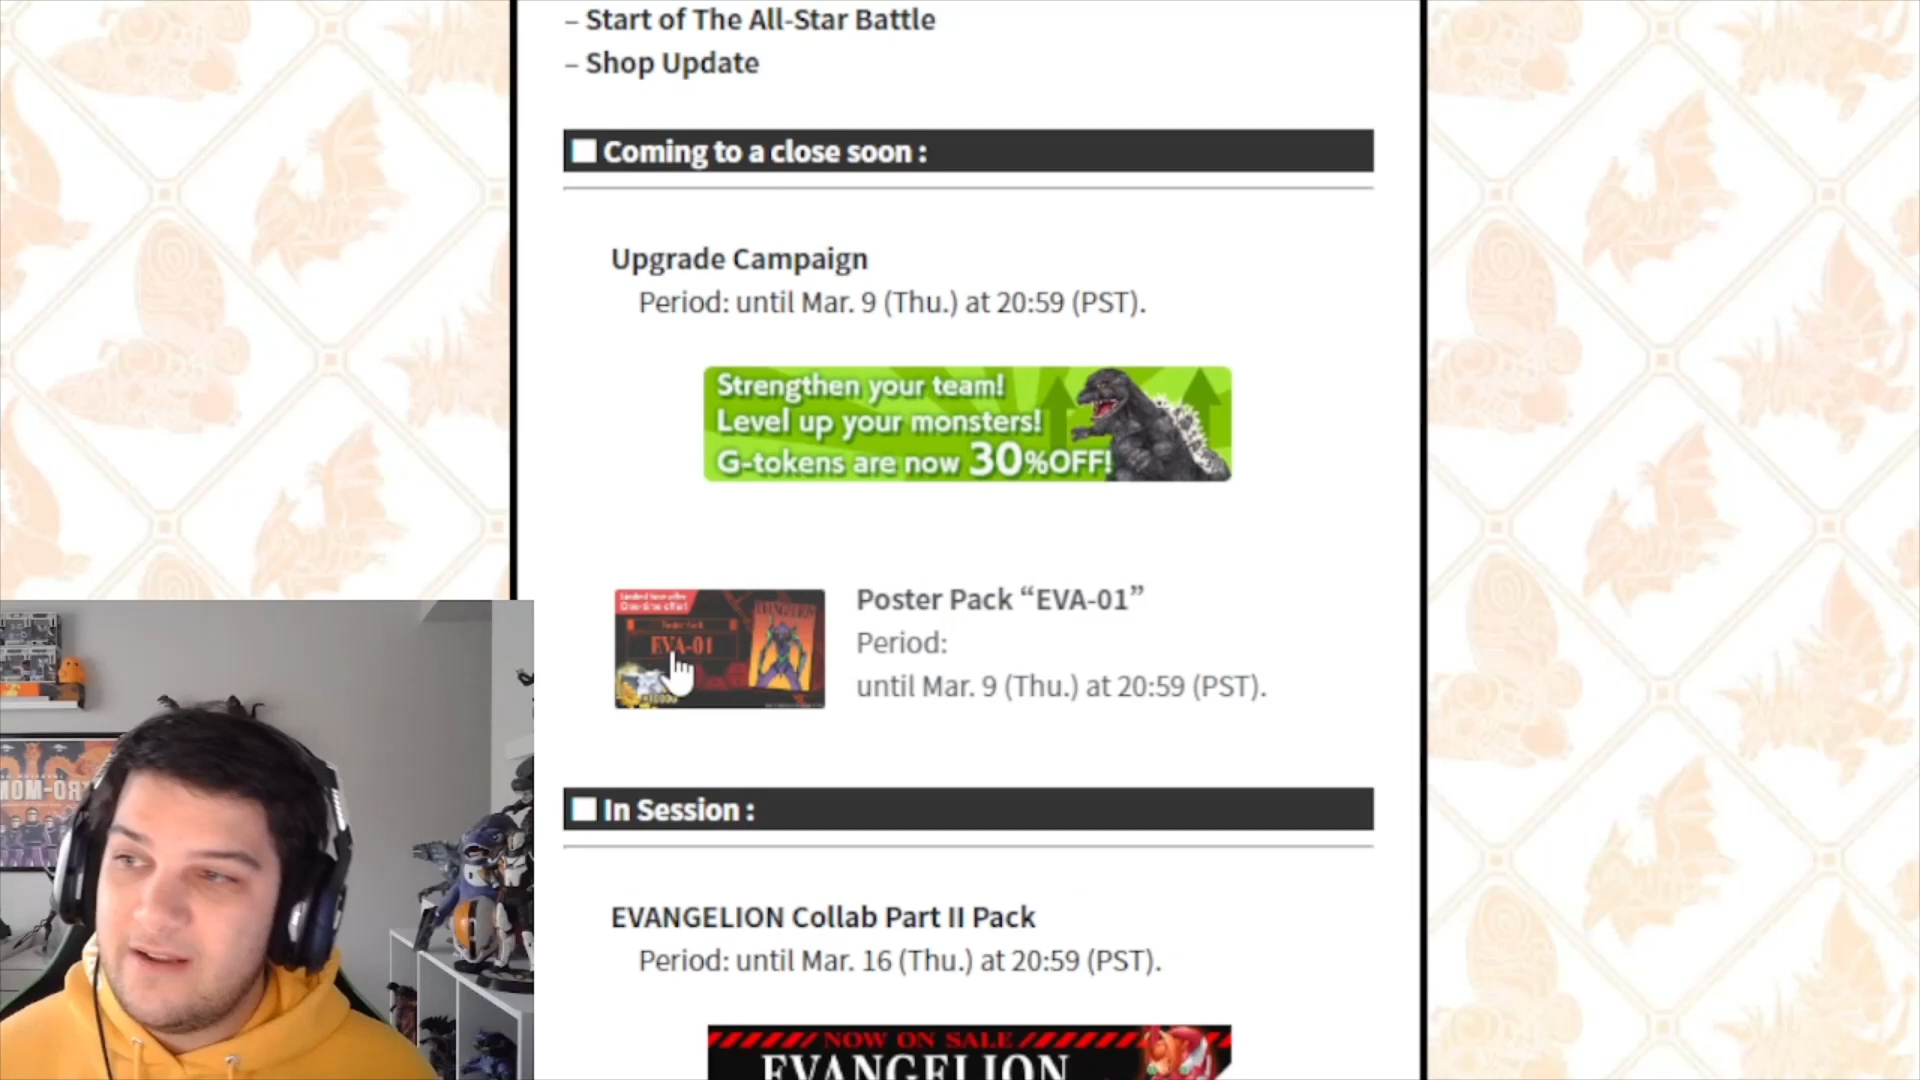 – Start of The All-Star Battle
– Shop Update
Coming to a close soon :
Upgrade Campaign
Period: until Mar. 9 (Thu.) at 20:59 (PST).
Strengthen your team!
Level up your monsters!
G-tokens are now 30%OFF!
EVA-01
Poster Pack “EVA-01”
Period:
until Mar. 9 (Thu.) at 20:59 (PST).
In Session :
EVANGELION Collab Part II Pack
Period: until Mar. 16 (Thu.) at 20:59 (PST).
NOW ON SALE
EVANGELION